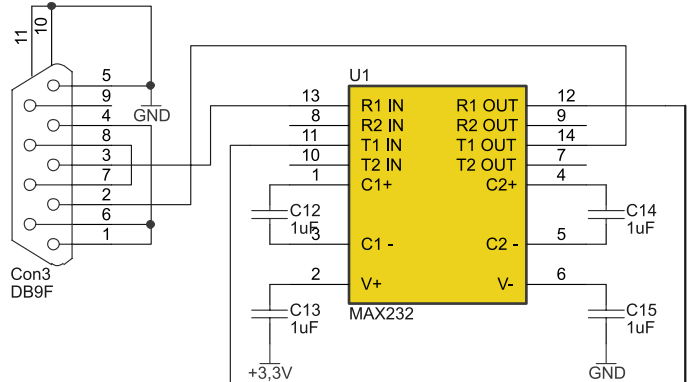 11
10
5
9
4
8
3
7
2
6
1
GND
Con3
DB9F
U1
13 R1 IN R1 OUT 12
8 R2 IN R2 OUT 9
11 T1 IN T1 OUT 14
10 T2 IN T2 OUT 7
1 C1+ C2+ 4
C12
1uF
C14
1uF
3 C1 - C2 - 5
2 V+ V- 6
C13
1uF
C15
1uF
MAX232
+3,3V
GND